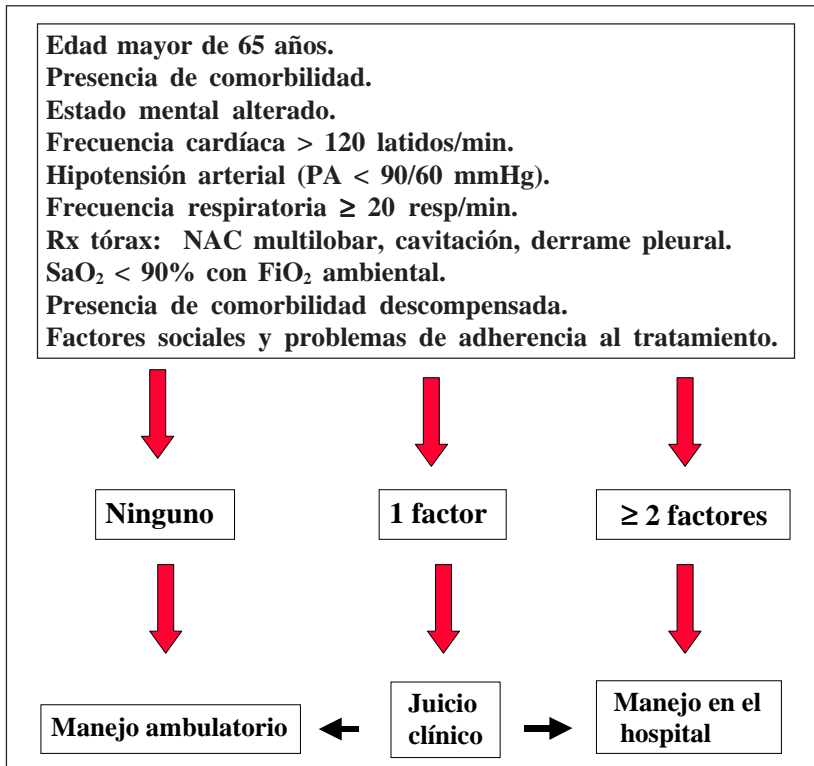 Edad mayor de 65 años.
Presencia de comorbilidad.
Estado mental alterado.
Frecuencia cardíaca > 120 latidos/min.
Hipotensión arterial (PA < 90/60 mmHg).
Frecuencia respiratoria ≥ 20 resp/min.
Rx tórax: NAC multilobar, cavitación, derrame pleural.
SaO₂ < 90% con FiO₂ ambiental.
Presencia de comorbilidad descompensada.
Factores sociales y problemas de adherencia al tratamiento.
Ninguno
1 factor
≥ 2 factores
Manejo ambulatorio
Juicio
clínico
Manejo en el
hospital